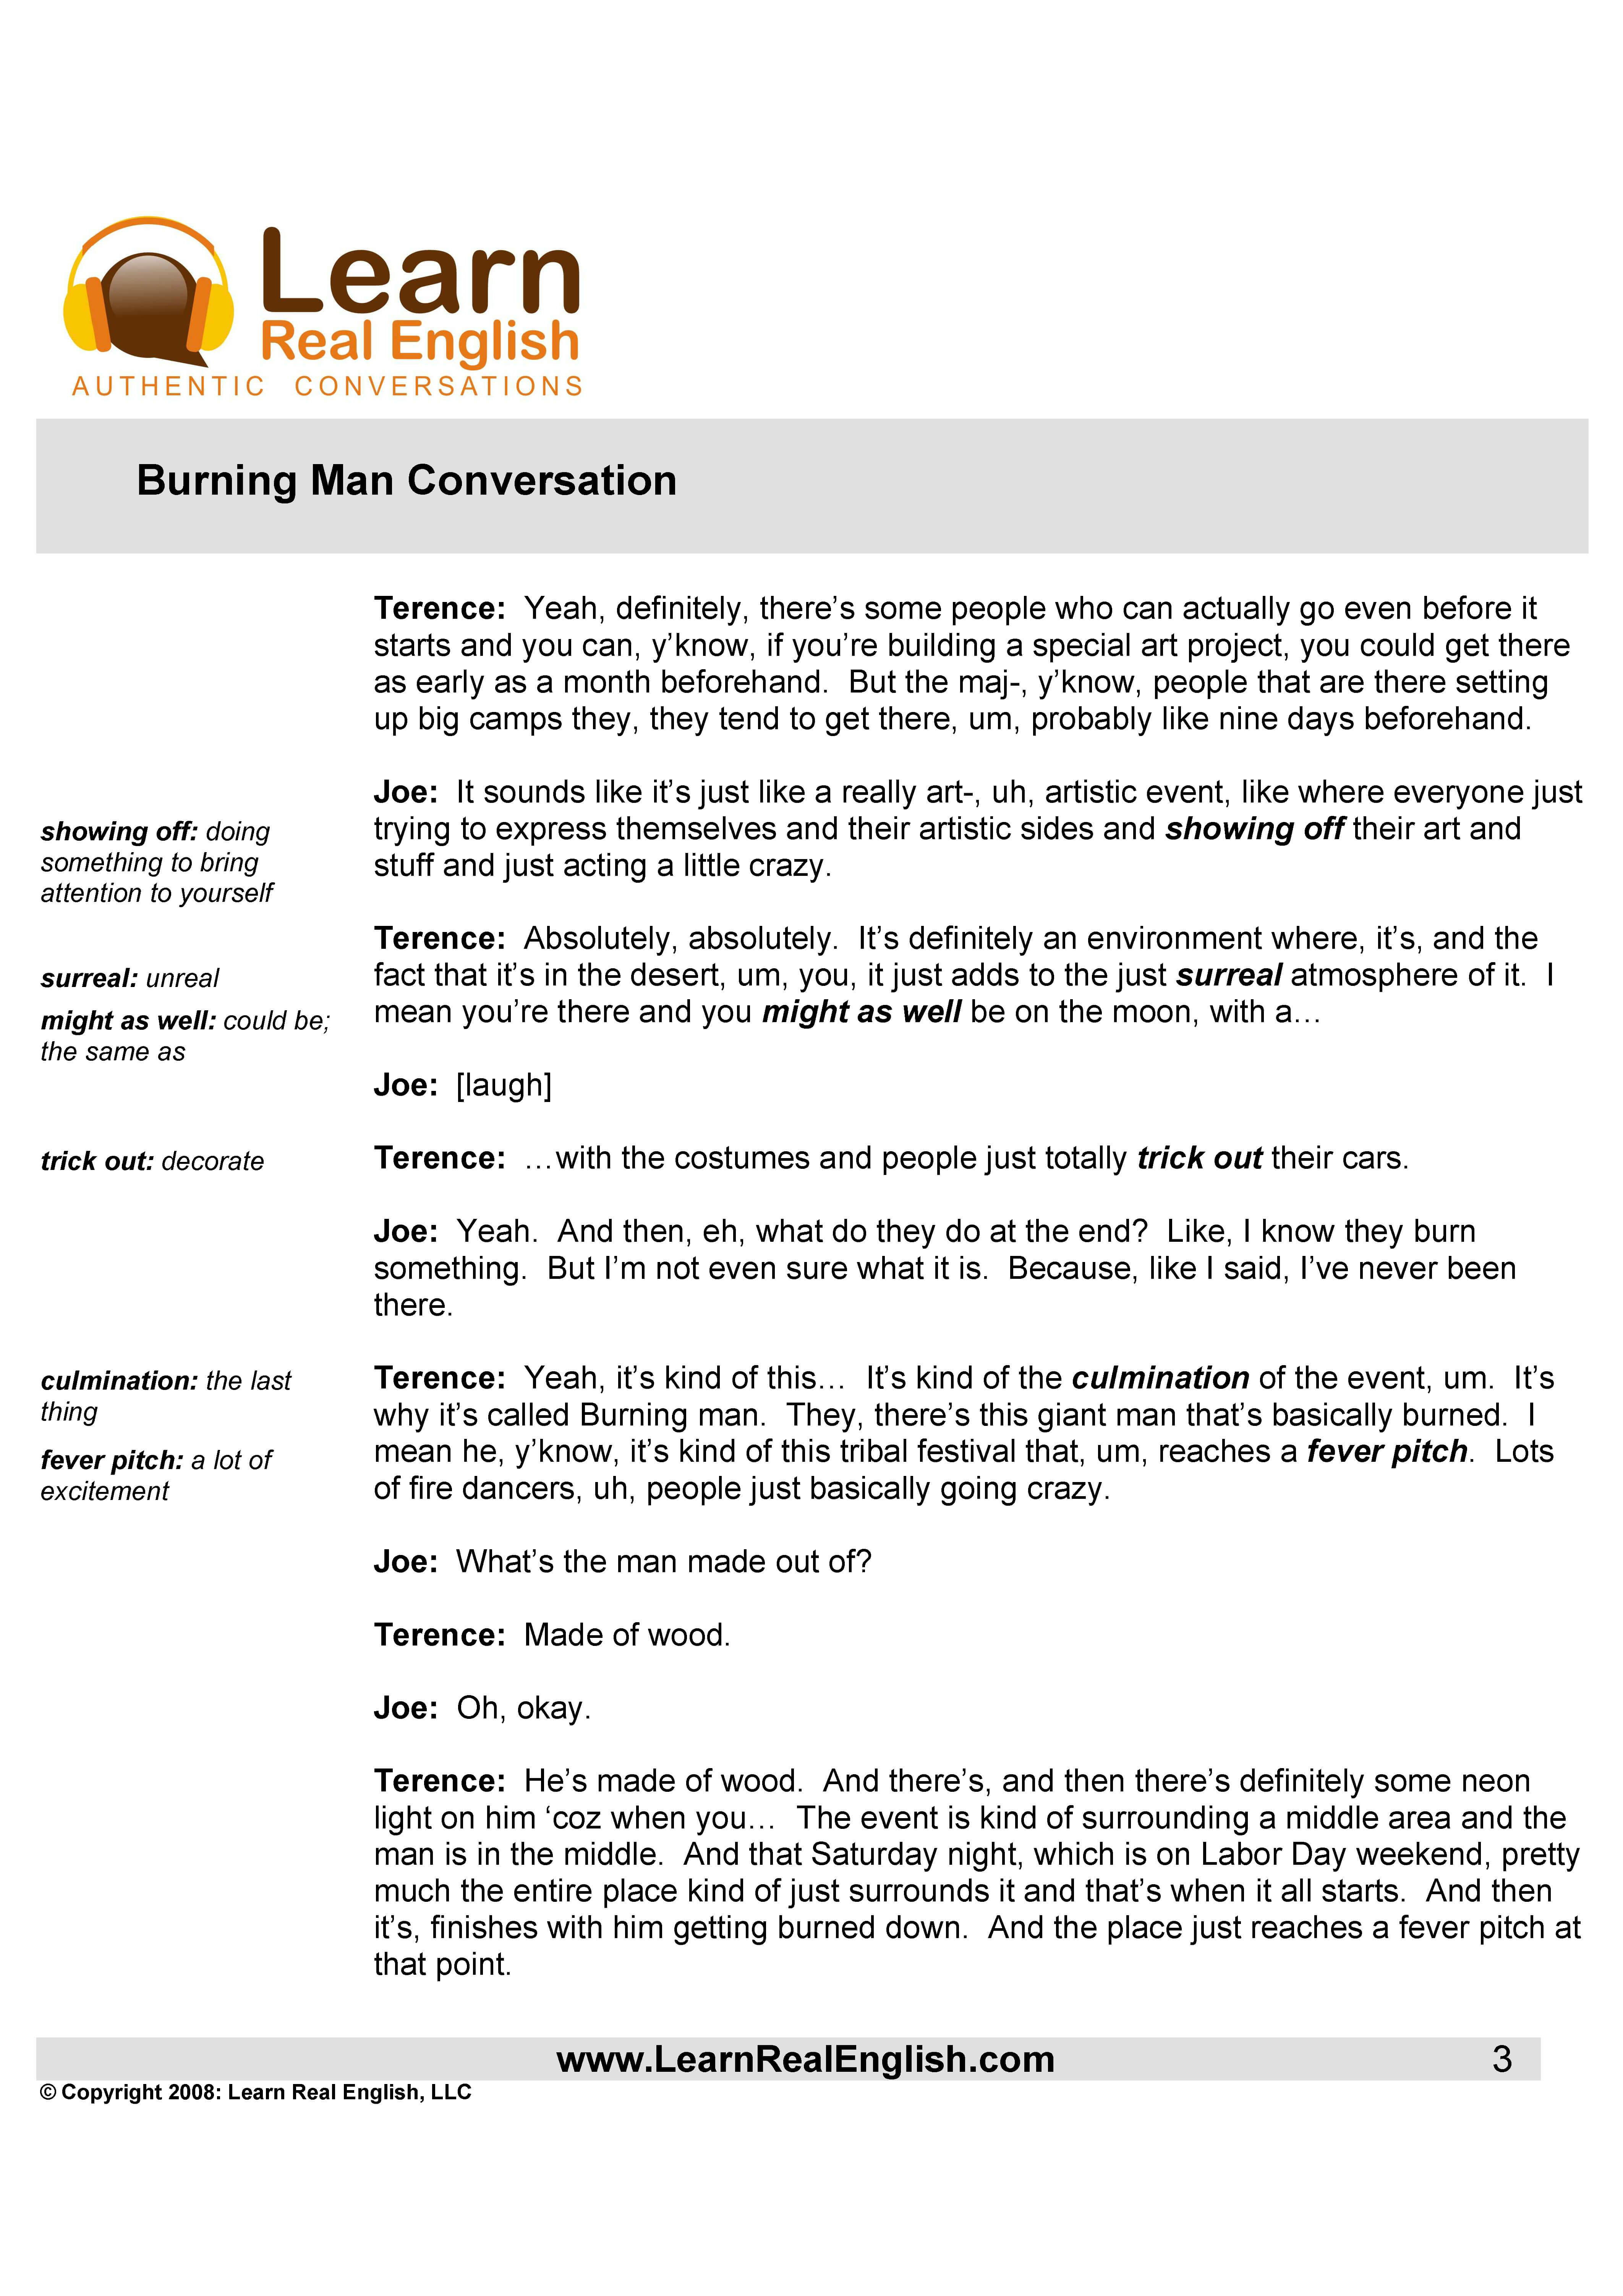 Learn
Real English
AUTHENTIC CONVERSATIONS
Burning Man Conversation
Terence: Yeah, definitely, there’s some people who can actually go even before it
starts and you can, y’know, if you’re building a special art project, you could get there
as early as a month beforehand. But the maj-, y’know, people that are there setting
up big camps they, they tend to get there, um, probably like nine days beforehand.
Joe: It sounds like it’s just like a really art-, uh, artistic event, like where everyone just
trying to express themselves and their artistic sides and showing off their art and
stuff and just acting a little crazy.
showing off: doing
something to bring
attention to yourself
Terence: Absolutely, absolutely. It’s definitely an environment where, it’s, and the
fact that it’s in the desert, um, you, it just adds to the just surreal atmosphere of it. I
mean you’re there and you might as well be on the moon, with a…
surreal: unreal
might as well: could be;
the same as
Joe: [laugh]
Terence: …with the costumes and people just totally trick out their cars.
trick out: decorate
Joe: Yeah. And then, eh, what do they do at the end? Like, I know they burn
something. But I’m not even sure what it is. Because, like I said, I’ve never been
there.
Terence: Yeah, it’s kind of this… It’s kind of the culmination of the event, um. It’s
why it’s called Burning man. They, there’s this giant man that’s basically burned. I
mean he, y’know, it’s kind of this tribal festival that, um, reaches a fever pitch. Lots
of fire dancers, uh, people just basically going crazy.
culmination: the last
thing
fever pitch: a lot of
excitement
Joe: What’s the man made out of?
Terence: Made of wood.
Joe: Oh, okay.
Terence: He’s made of wood. And there’s, and then there’s definitely some neon
light on him ‘coz when you… The event is kind of surrounding a middle area and the
man is in the middle. And that Saturday night, which is on Labor Day weekend, pretty
much the entire place kind of just surrounds it and that’s when it all starts. And then
it’s, finishes with him getting burned down. And the place just reaches a fever pitch at
that point.
www.LearnRealEnglish.com 3
© Copyright 2008: Learn Real English, LLC